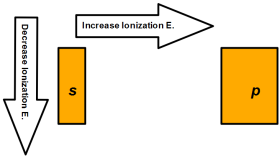 Increase Ionization E.
Decrease Ionization E.
s
p